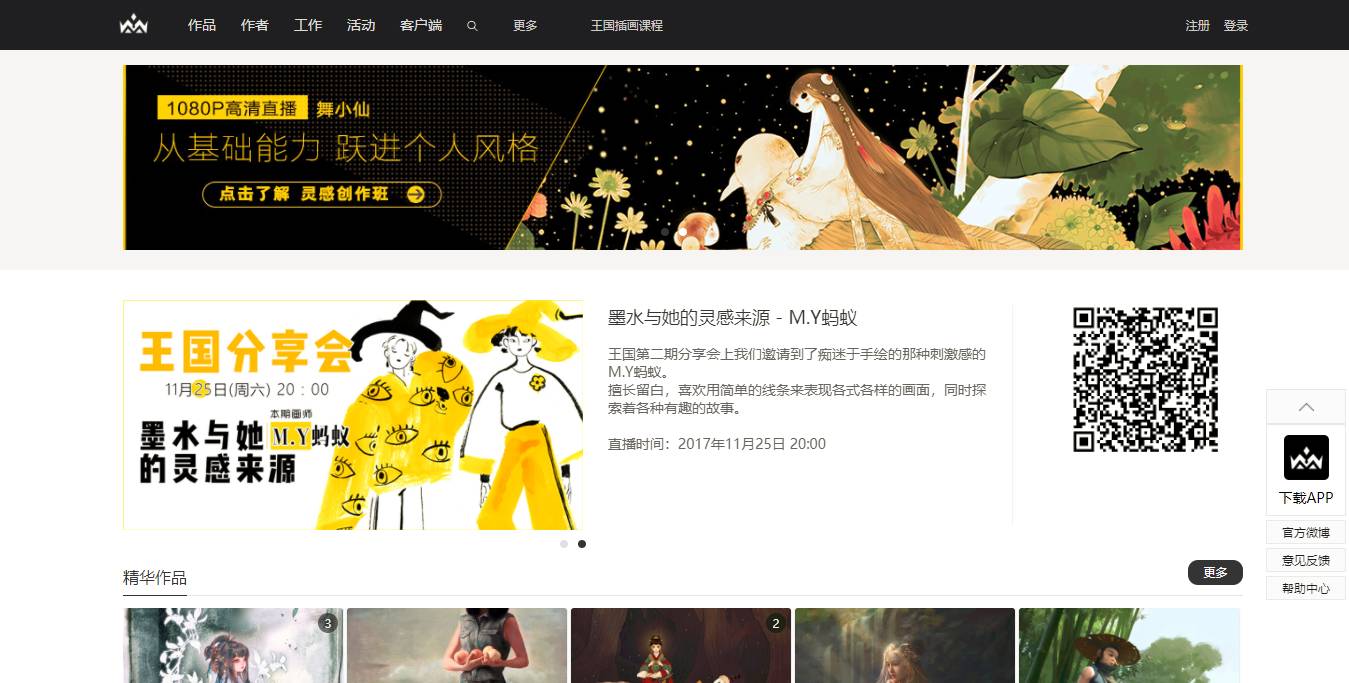 作品 作者 工作 活动 客户端 更多 王国插画课程 注册 登录
1080P高清直播 舞小仙
从基础能力 跃进个人风格
点击了解 灵感创作班
王国分享会
11月25日(周六) 20：00
本期画师
墨水与她 M.Y蚂蚁
的灵感来源
墨水与她的灵感来源 - M.Y蚂蚁
王国第二期分享会上我们邀请到了痴迷于手绘的那种刺激感的
M.Y蚂蚁。
擅长留白，喜欢用简单的线条来表现各式各样的画面，同时探
索着各种有趣的故事。
直播时间：2017年11月25日 20:00
下载APP
官方微博
意见反馈
帮助中心
精华作品 更多
3 2